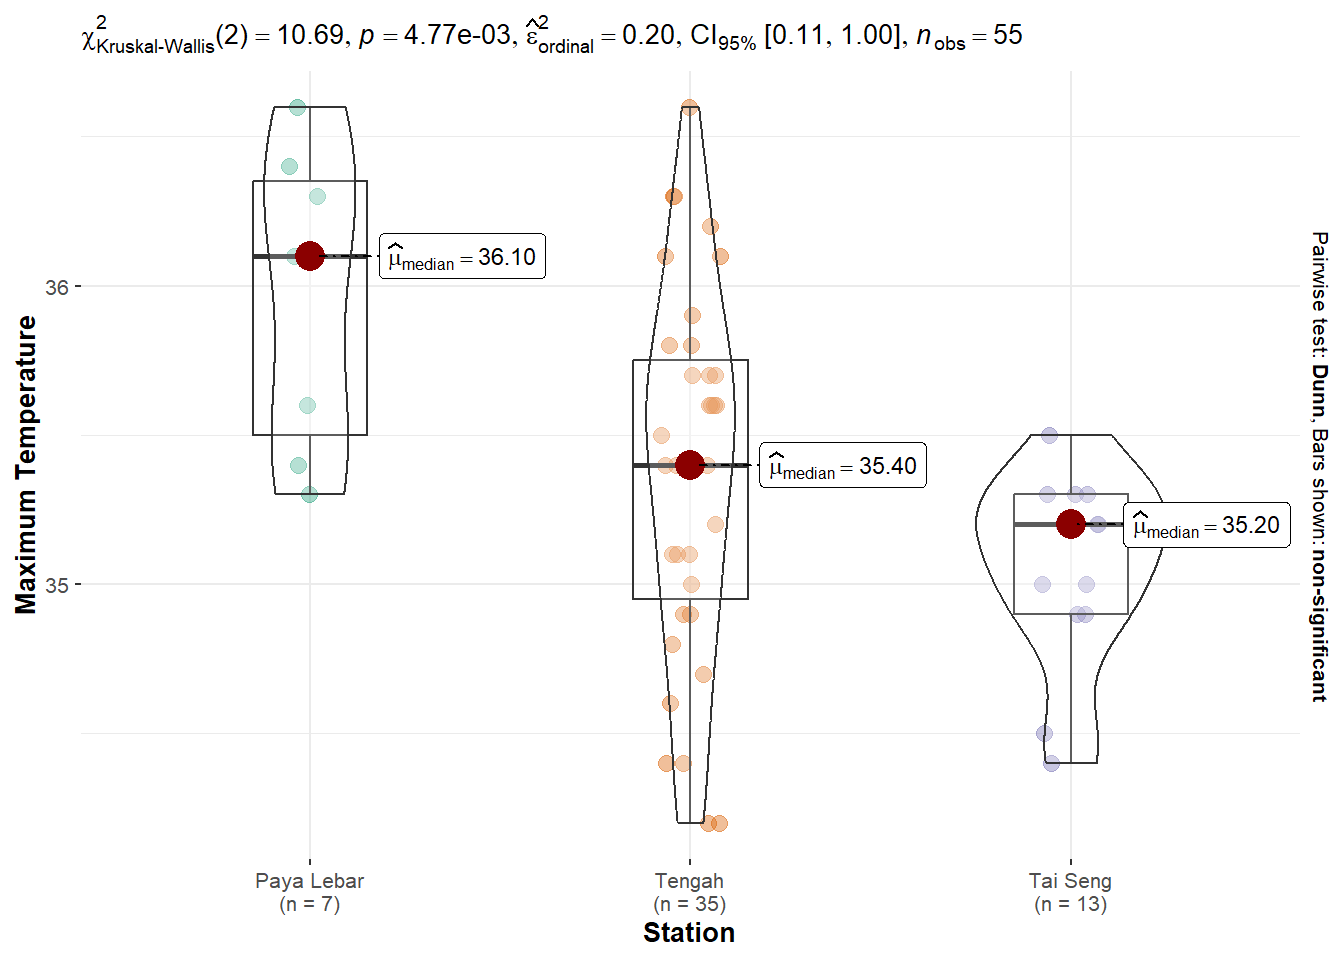 χ²Kruskal-Wallis(2) = 10.69, p = 4.77e-03, ε̂²ordinal = 0.20, CI95% [0.11, 1.00], nobs = 55
Maximum Temperature
36
35
μ̂median = 36.10
μ̂median = 35.40
μ̂median = 35.20
Pairwise test: Dunn, Bars shown: non-significant
Paya Lebar
(n = 7)
Tengah
(n = 35)
Tai Seng
(n = 13)
Station